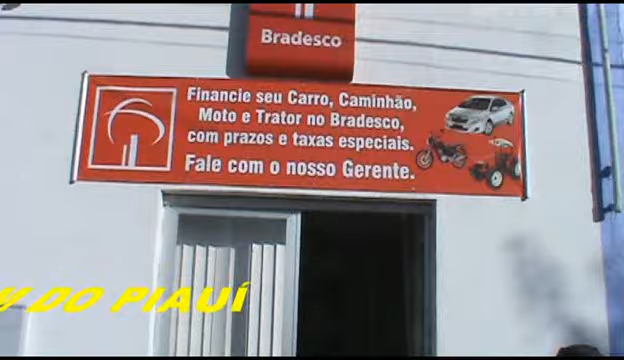 Bradesco
Financie seu Carro, Caminhão,
Moto e Trator no Bradesco,
com prazos e taxas especiais.
Fale com o nosso Gerente.
DO PIAUÍ